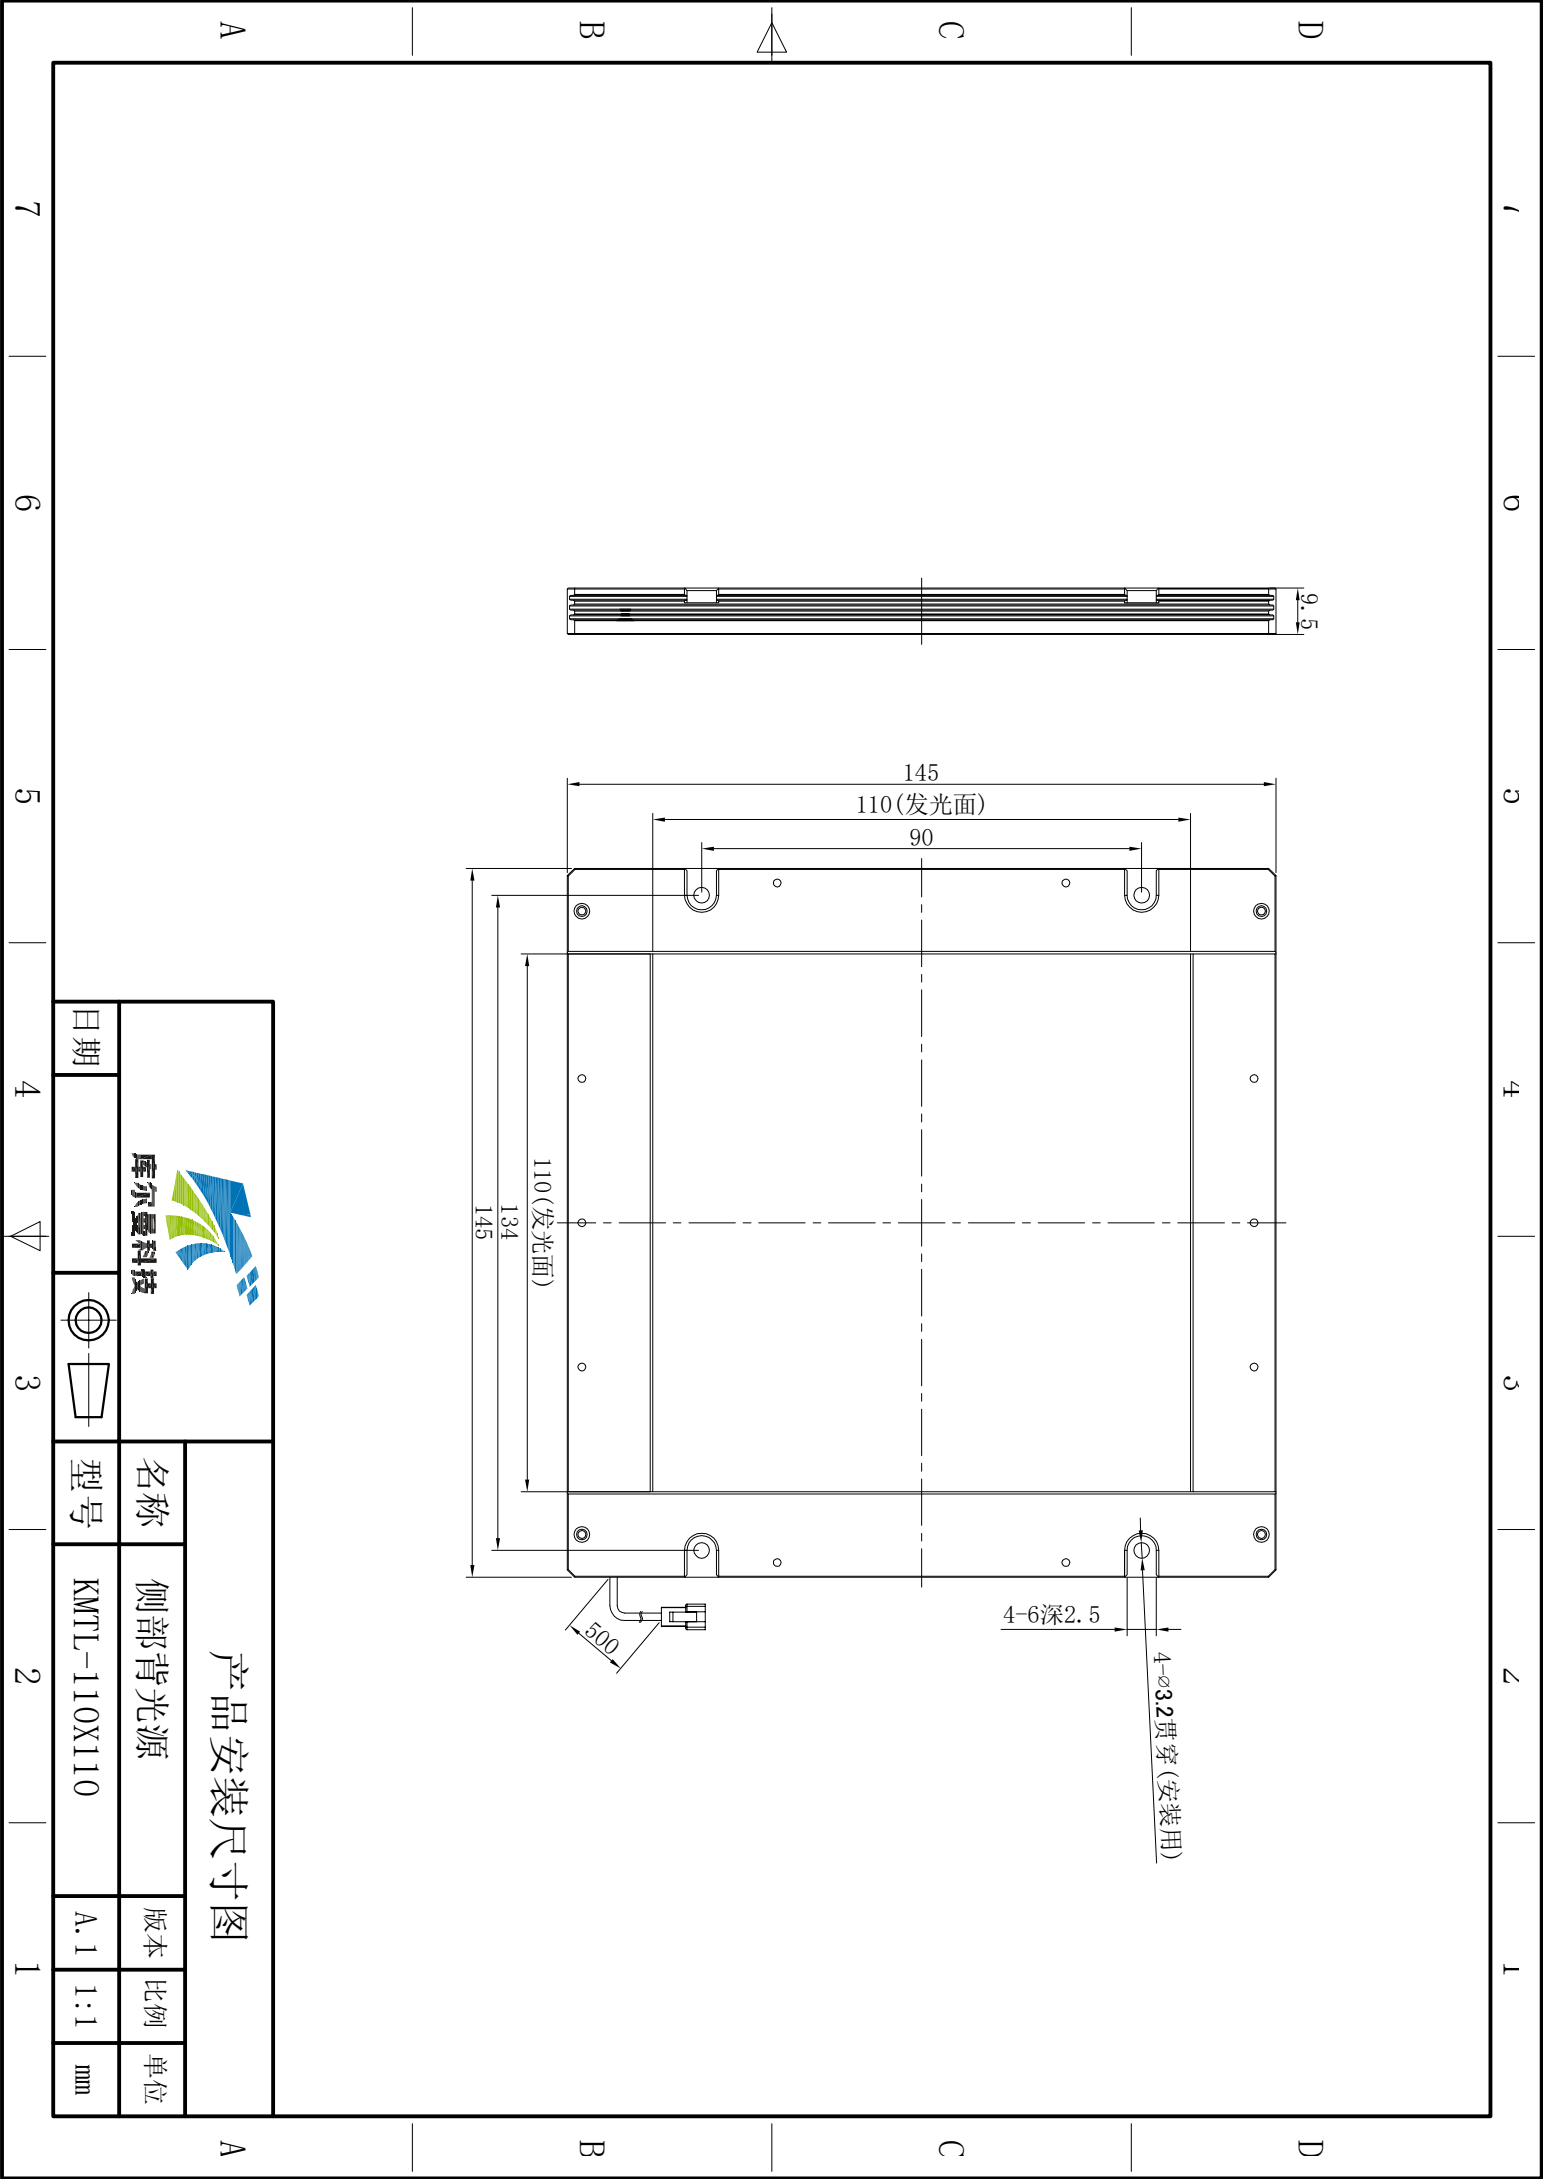 A
B
C
D
7
6
5
4
3
2
1
4
9.5
145
110(发光面)
90
110(发光面)
134
145
500
4-6深2.5
4-⌀3.2贯穿(安装用)
库尔曼科技
产品安装尺寸图
名称
侧部背光源
版本
比例
单位
日期
型号
KMTL-110X110
A.1
1:1
mm
A
B
C
D